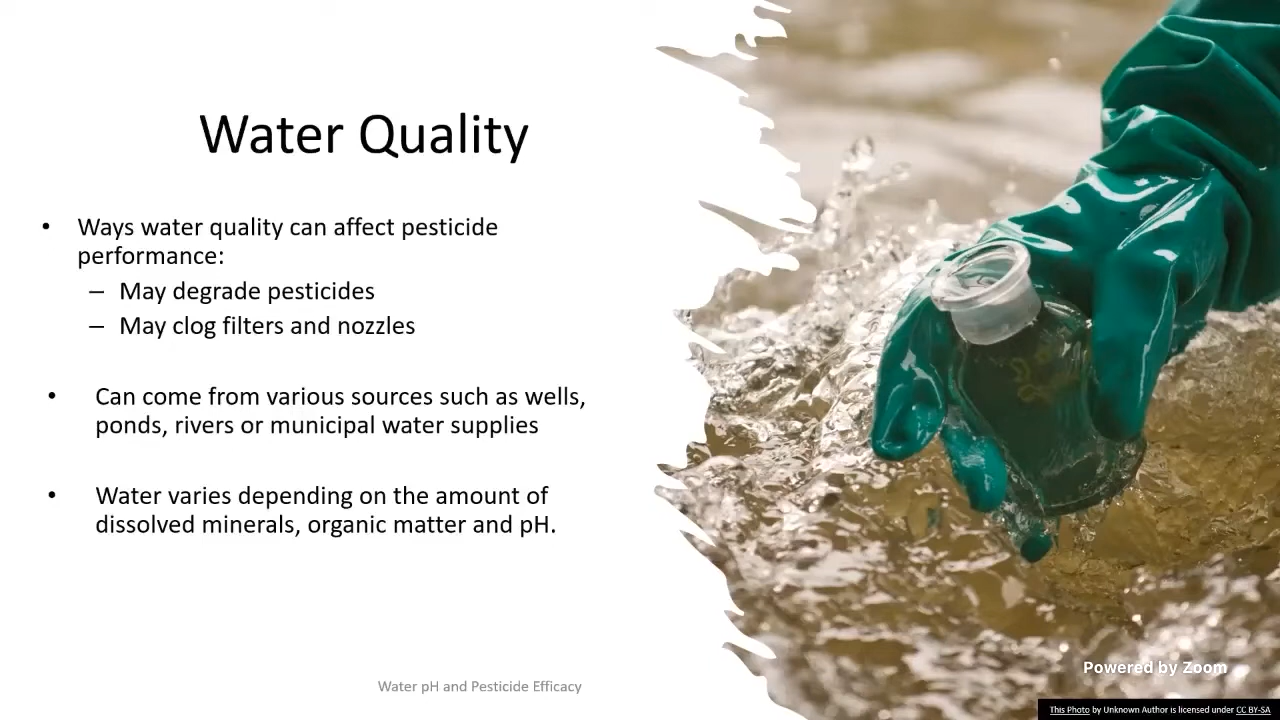 Water Quality
• Ways water quality can affect pesticide
performance:
– May degrade pesticides
– May clog filters and nozzles
• Can come from various sources such as wells,
ponds, rivers or municipal water supplies
• Water varies depending on the amount of
dissolved minerals, organic matter and pH.
Water pH and Pesticide Efficacy
Powered by Zoom
This Photo by Unknown Author is licensed under CC BY-SA